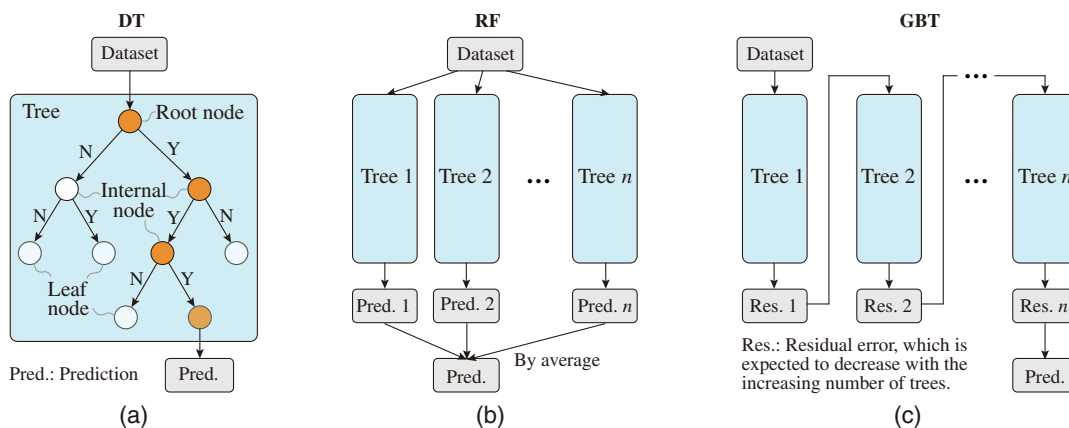 DT
Dataset
Tree
Root node
N
Y
Internal
node
N
Y
Y
N
Leaf
node
N
Y
Pred.: Prediction
Pred.
(a)
RF
Dataset
Tree 1
Tree 2
...
Tree n
Pred. 1
Pred. 2
Pred. n
By average
Pred.
(b)
GBT
Dataset
...
Tree 1
Tree 2
...
Tree n
Res. 1
Res. 2
Res. n
Res.: Residual error, which is
expected to decrease with the
increasing number of trees.
Pred.
(c)